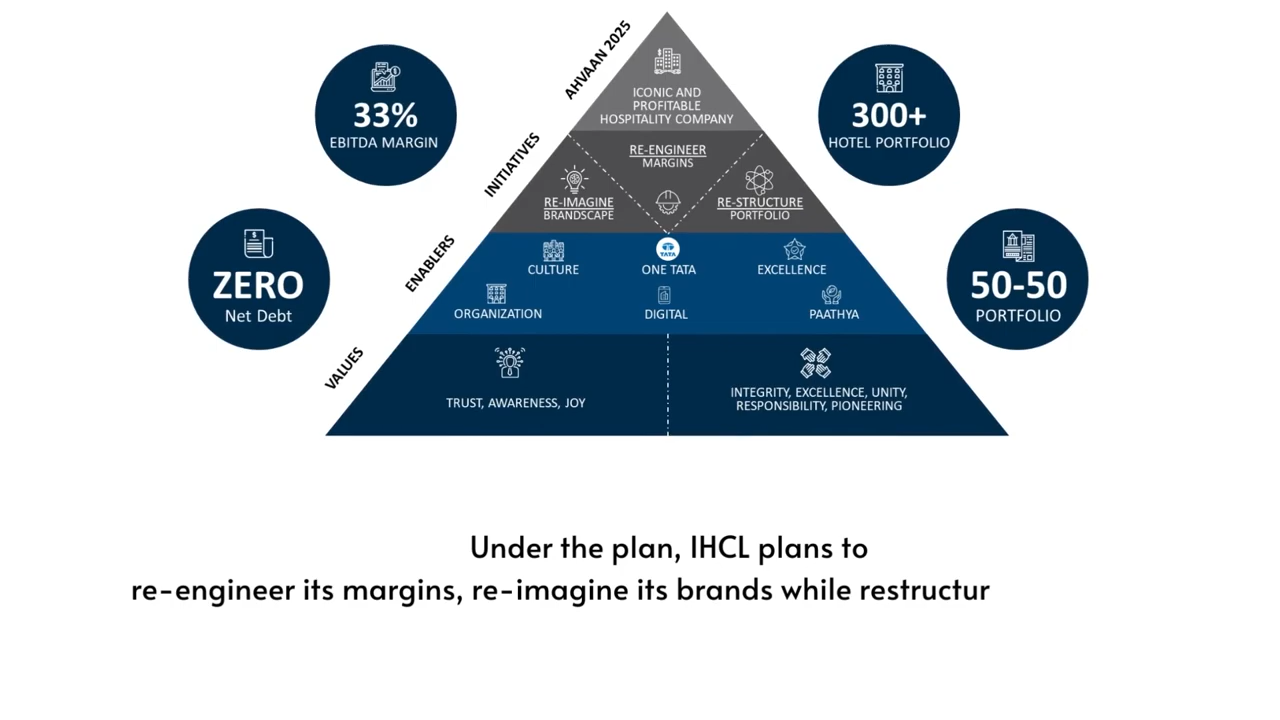 AHVAAN 2025
ICONIC AND
PROFITABLE
HOSPITALITY COMPANY
33%
EBITDA MARGIN
300+
HOTEL PORTFOLIO
INITIATIVES
RE-ENGINEER
MARGINS
RE-IMAGINE
BRANDSCAPE
RE-STRUCTURE
PORTFOLIO
ZERO
Net Debt
50-50
PORTFOLIO
ENABLERS
TATA
CULTURE
ONE TATA
EXCELLENCE
ORGANIZATION
DIGITAL
PAATHYA
VALUES
TRUST, AWARENESS, JOY
INTEGRITY, EXCELLENCE, UNITY,
RESPONSIBILITY, PIONEERING
Under the plan, IHCL plans to
re-engineer its margins, re-imagine its brands while restructur